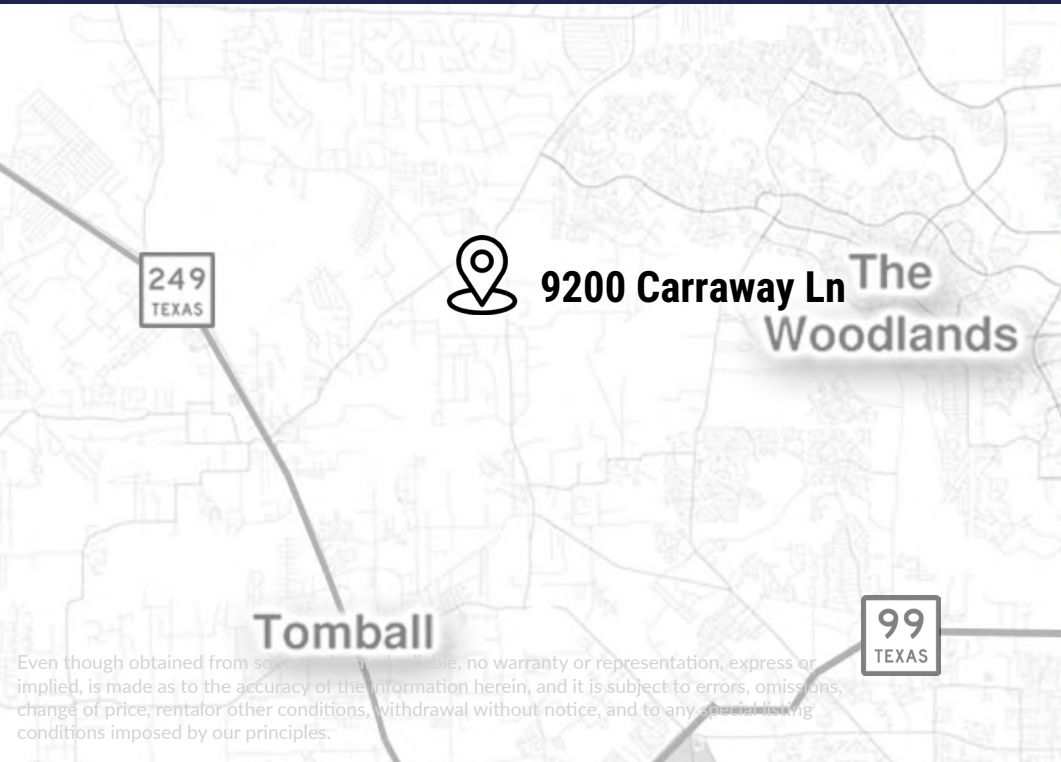 249
TEXAS
9200 Carraway Ln
The
Woodlands
Tomball
99
TEXAS
Even though obtained from no warranty or representation, express or
implied, is made as to the accuracy of the information herein, and it is subject to errors, omissions,
change of price, rentalor other conditions, withdrawal without notice, and to any special listing
conditions imposed by our principles.